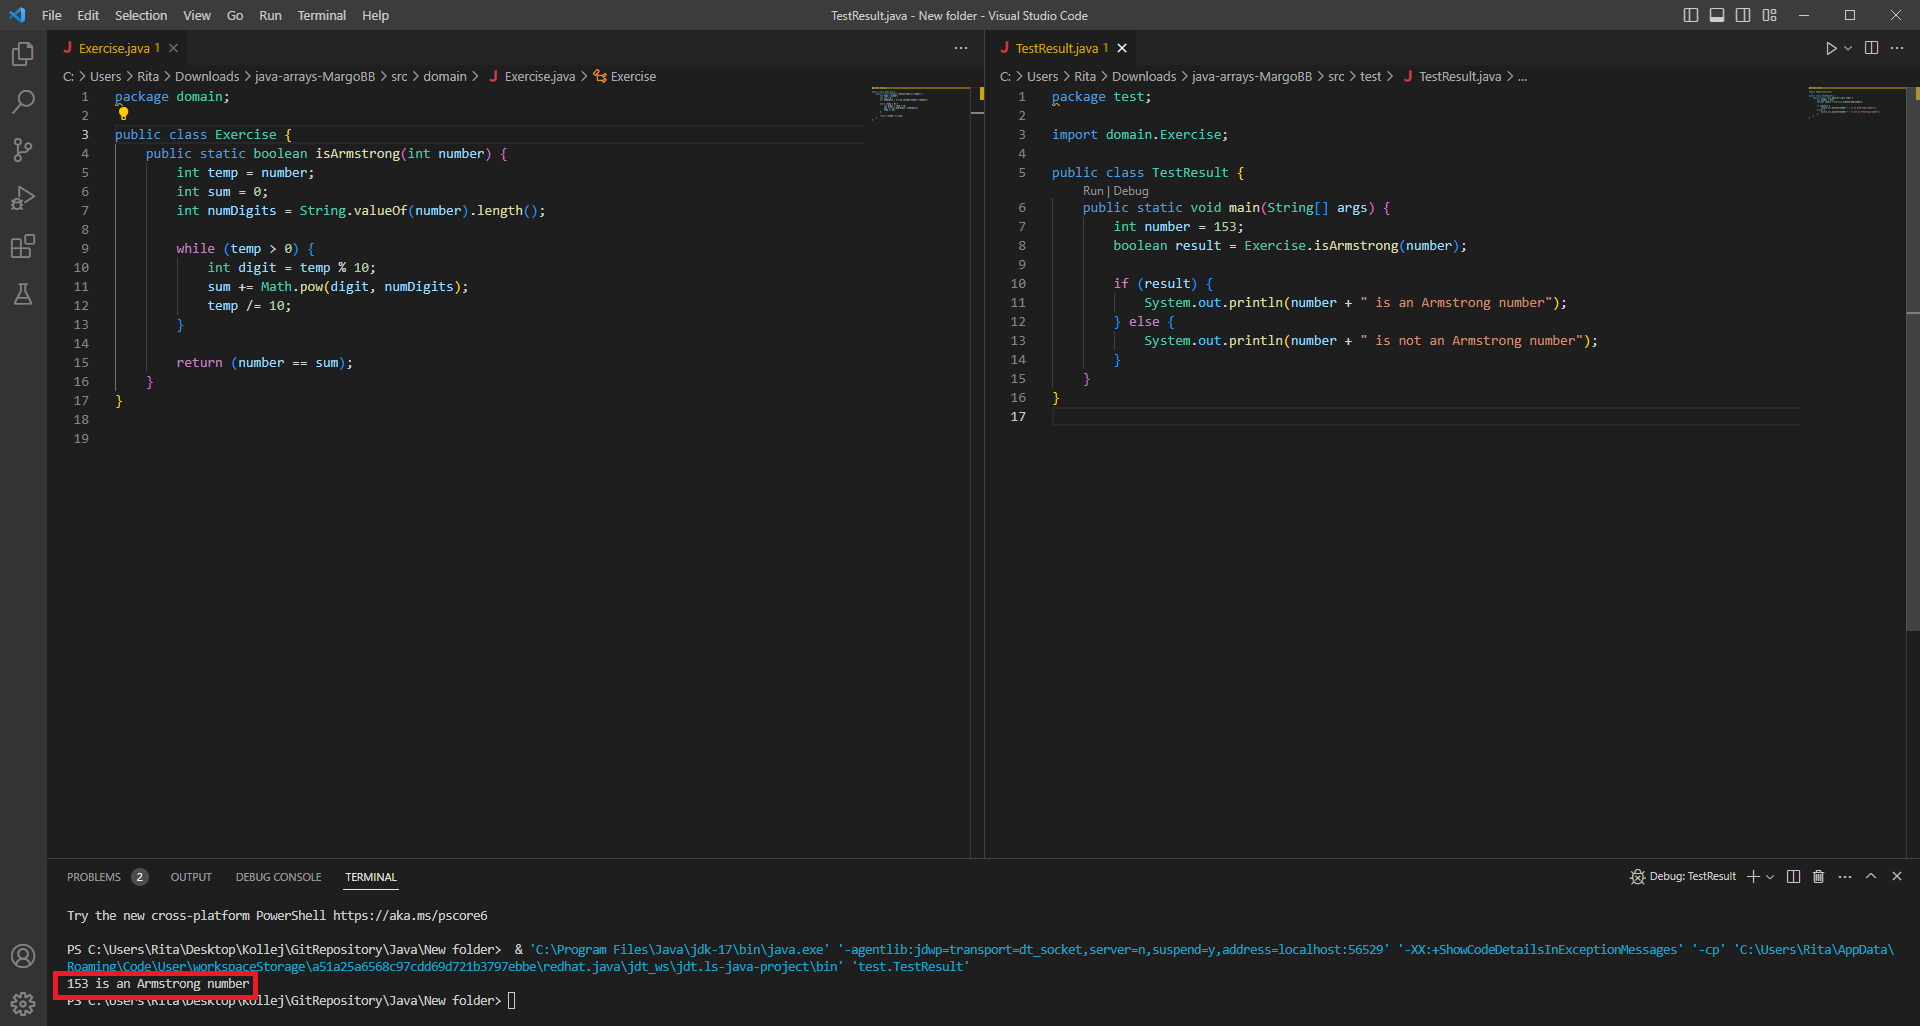 File Edit Selection View Go Run Terminal Help
TestResult.java - New folder - Visual Studio Code
Exercise.java 1
C: > Users > Rita > Downloads > java-arrays-MargoBB > src > domain > J Exercise.java > Exercise
1 package domain;
2
3 public class Exercise {
4 public static boolean isArmstrong(int number) {
5 int temp = number;
6 int sum = 0;
7 int numDigits = String.valueOf(number).length();
8
9 while (temp > 0) {
10 int digit = temp % 10;
11 sum += Math.pow(digit, numDigits);
12 temp /= 10;
13 }
14
15 return (number == sum);
16 }
17 }
18
19
TestResult.java 1
C: > Users > Rita > Downloads > java-arrays-MargoBB > src > test > J TestResult.java > ...
1 package test;
2
3 import domain.Exercise;
4
5 public class TestResult {
Run | Debug
6 public static void main(String[] args) {
7 int number = 153;
8 boolean result = Exercise.isArmstrong(number);
9
10 if (result) {
11 System.out.println(number + " is an Armstrong number");
12 } else {
13 System.out.println(number + " is not an Armstrong number");
14 }
15 }
16 }
17
PROBLEMS 2 OUTPUT DEBUG CONSOLE TERMINAL
Debug: TestResult
Try the new cross-platform PowerShell https://aka.ms/pscore6
PS C:\Users\Rita\Desktop\Kollej\GitRepository\Java\New folder> & 'C:\Program Files\Java\jdk-17\bin\java.exe' '-agentlib:jdwp=transport=dt_socket,server=n,suspend=y,address=localhost:56529' '-XX:+ShowCodeDetailsInExceptionMessages' '-cp' 'C:\Users\Rita\AppData\
Roaming\Code\User\workspaceStorage\a51a25a6568c97cdd69d721b3797ebbe\redhat.java\jdt_ws\jdt.ls-java-project\bin' 'test.TestResult'
153 is an Armstrong number
PS C:\Users\Rita\Desktop\Kollej\GitRepository\Java\New folder>